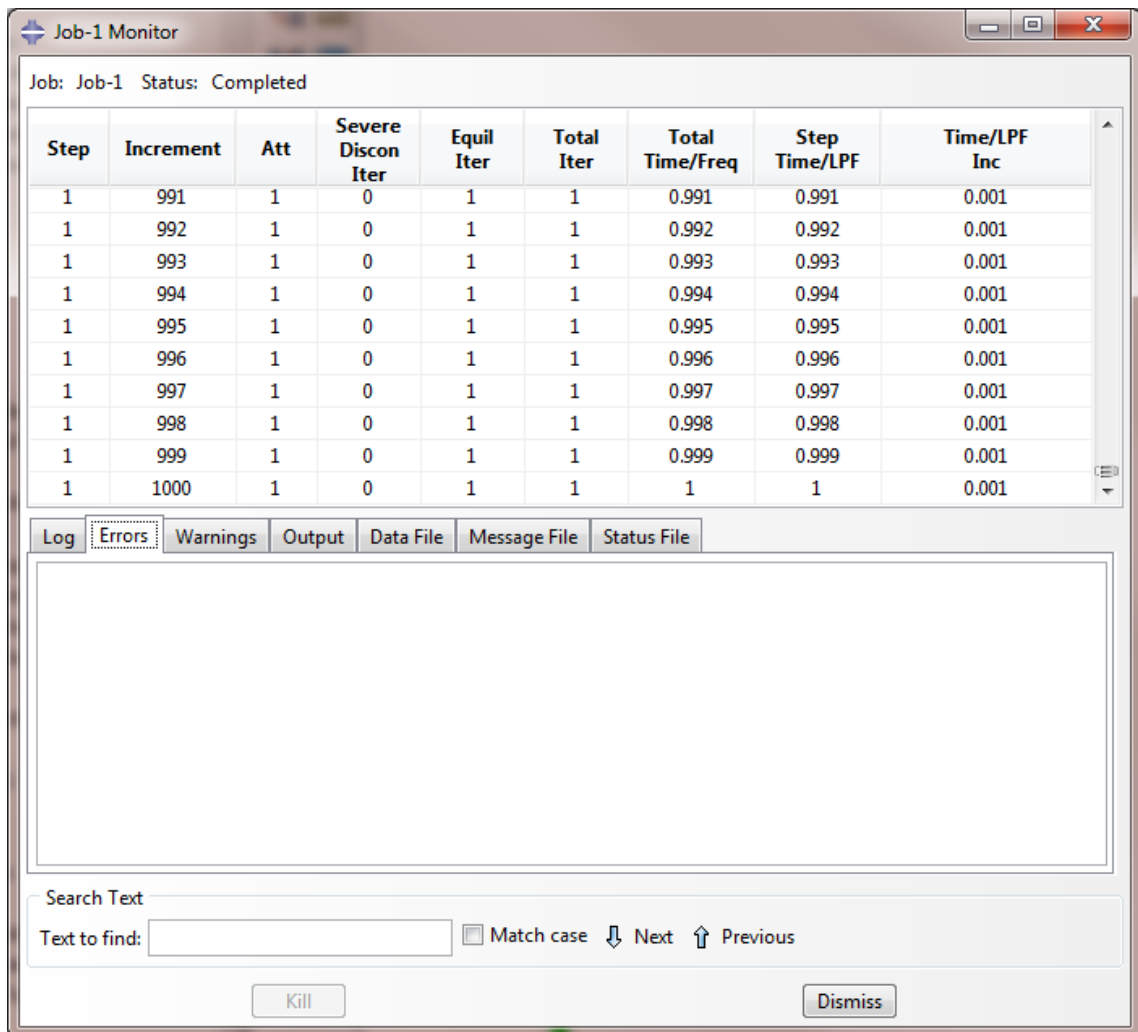 Job-1 Monitor
Job: Job-1 Status: Completed
Step Increment Att Severe Discon Iter Equil Iter Total Iter Total Time/Freq Step Time/LPF Time/LPF Inc
1 991 1 0 1 1 0.991 0.991 0.001
1 992 1 0 1 1 0.992 0.992 0.001
1 993 1 0 1 1 0.993 0.993 0.001
1 994 1 0 1 1 0.994 0.994 0.001
1 995 1 0 1 1 0.995 0.995 0.001
1 996 1 0 1 1 0.996 0.996 0.001
1 997 1 0 1 1 0.997 0.997 0.001
1 998 1 0 1 1 0.998 0.998 0.001
1 999 1 0 1 1 0.999 0.999 0.001
1 1000 1 0 1 1 1 1 0.001
Log Errors Warnings Output Data File Message File Status File
Search Text
Text to find: Match case Next Previous
Kill Dismiss